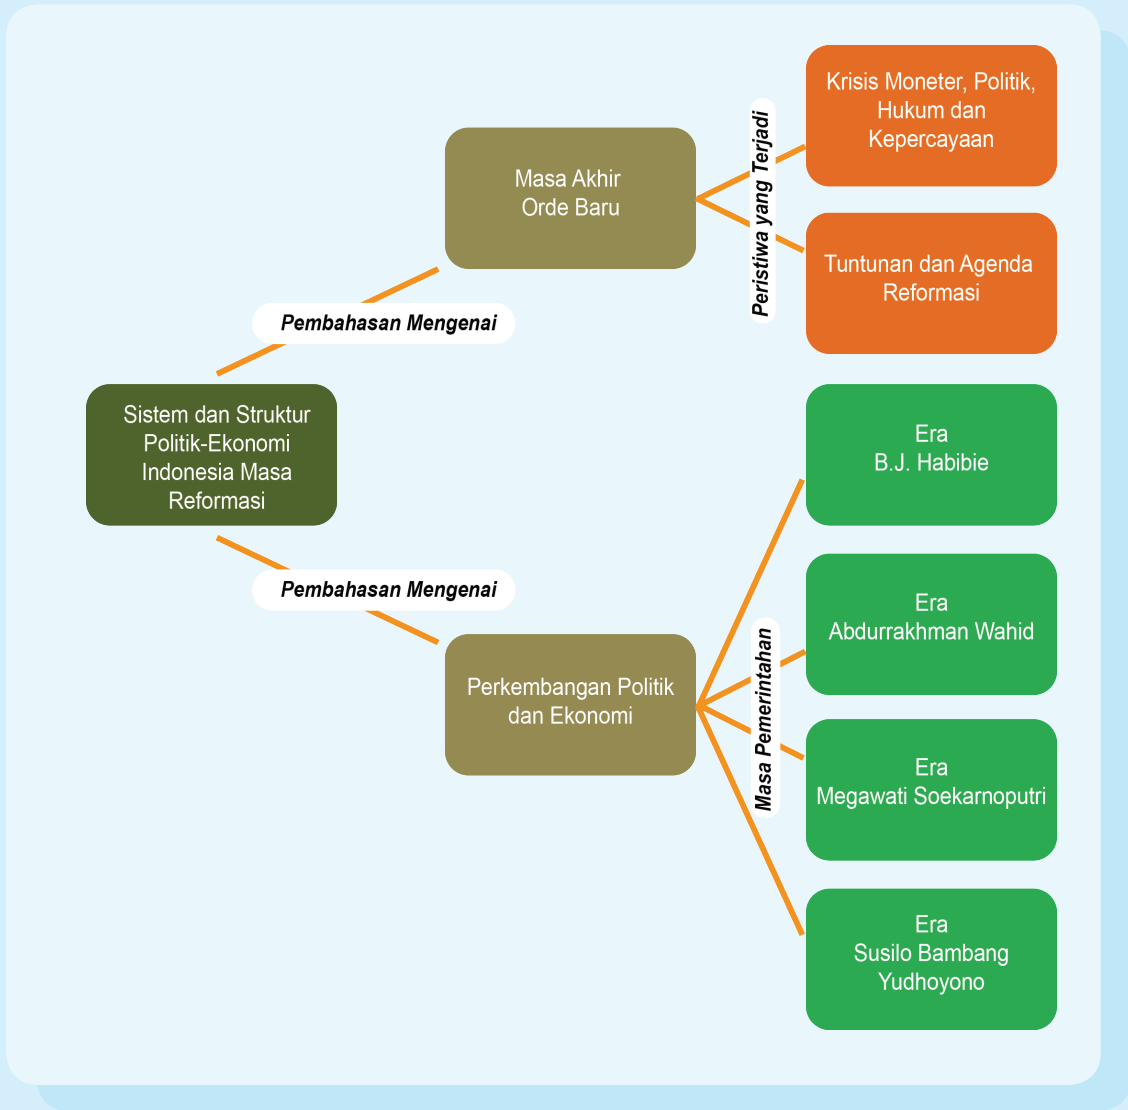 Sistem dan Struktur
Politik-Ekonomi
Indonesia Masa
Reformasi
Pembahasan Mengenai
Masa Akhir
Orde Baru
Peristiwa yang Terjadi
Krisis Moneter, Politik,
Hukum dan
Kepercayaan
Tuntunan dan Agenda
Reformasi
Pembahasan Mengenai
Perkembangan Politik
dan Ekonomi
Masa Pemerintahan
Era
B.J. Habibie
Era
Abdurrakhman Wahid
Era
Megawati Soekarnoputri
Era
Susilo Bambang
Yudhoyono